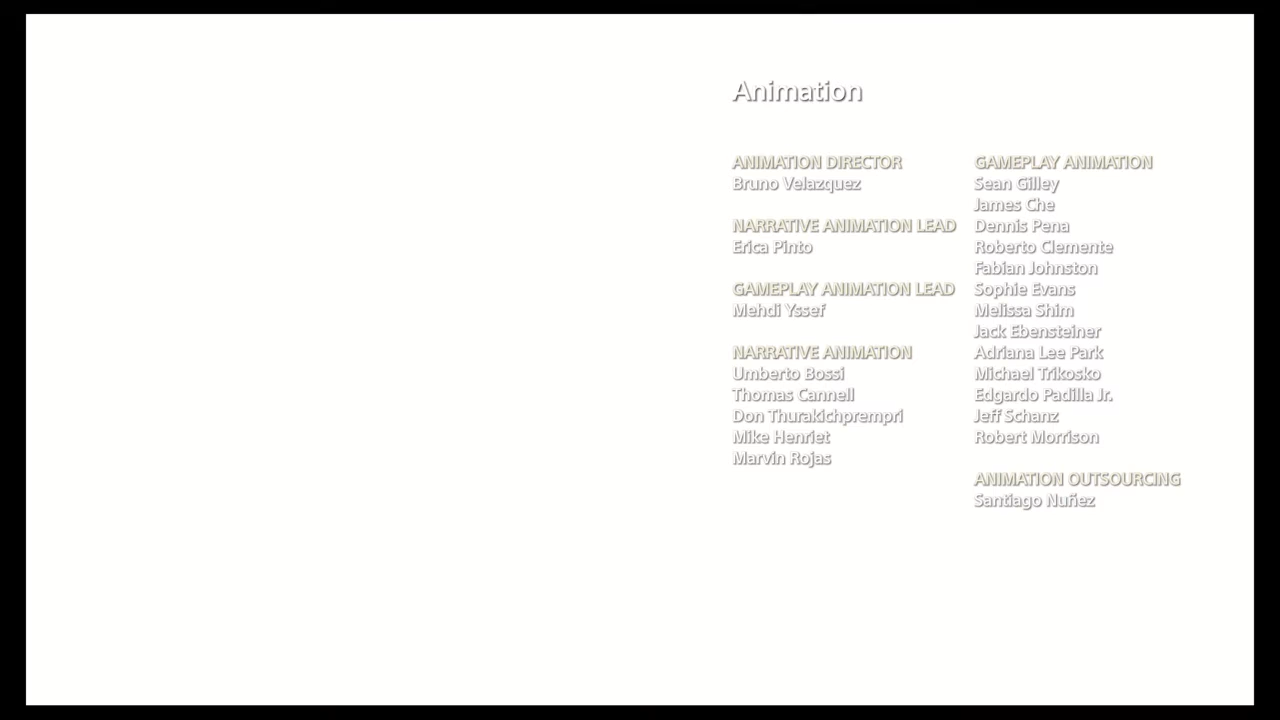 Animation
ANIMATION DIRECTOR
Bruno Velazquez
NARRATIVE ANIMATION LEAD
Erica Pinto
GAMEPLAY ANIMATION LEAD
Mehdi Yssef
NARRATIVE ANIMATION
Umberto Bossi
Thomas Cannell
Don Thurakichprempri
Mike Henriet
Marvin Rojas
GAMEPLAY ANIMATION
Sean Gilley
James Che
Dennis Pena
Roberto Clemente
Fabian Johnston
Sophie Evans
Melissa Shim
Jack Ebensteiner
Adriana Lee Park
Michael Trikosko
Edgardo Padilla Jr.
Jeff Schanz
Robert Morrison
ANIMATION OUTSOURCING
Santiago Nuñez